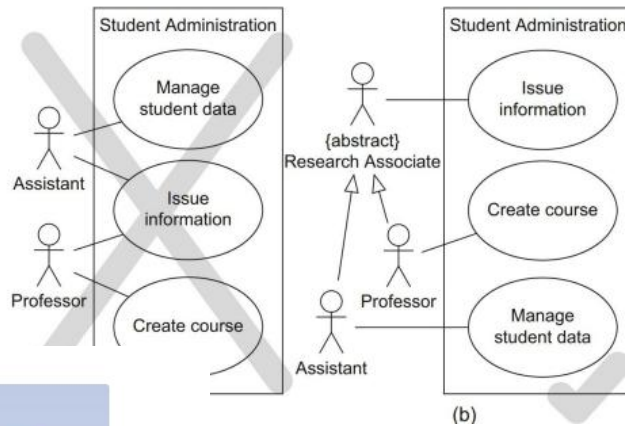 Student Administration
Manage
student data
Assistant
Issue
information
Professor
Create course
Student Administration
Issue
information
{abstract}
Research Associate
Create course
Professor
Manage
student data
Assistant
(b)